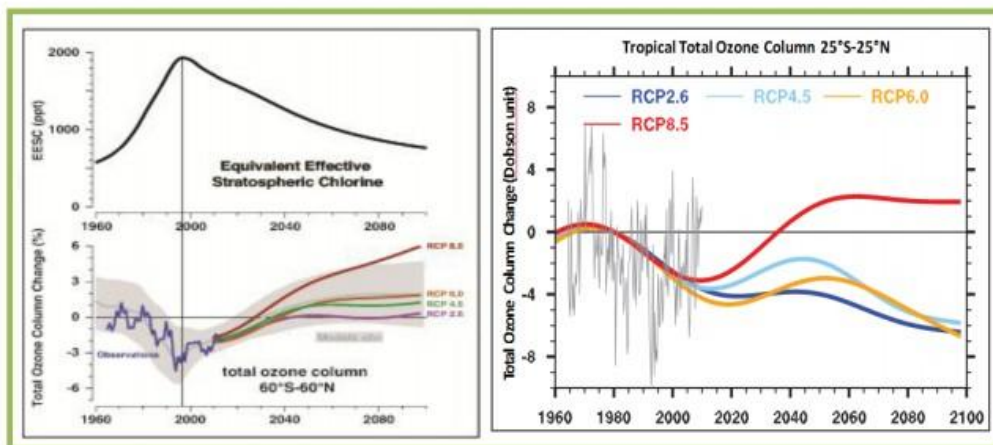 2000
1000
0
EESC (ppt)
Equivalent Effective
Stratospheric Chlorine
1960
2000
2040
2080
6
3
0
-3
-6
Total Ozone Column Change (%)
RCP 6.0
RCP 4.5
RCP 2.6
Observations
total ozone column
60°S-60°N
1960
2000
2040
2080
Tropical Total Ozone Column 25°S-25°N
RCP2.6
RCP4.5
RCP6.0
RCP8.5
8
4
0
-4
-8
Total Ozone Column Change (Dobson unit)
1960
1980
2000
2020
2040
2060
2080
2100